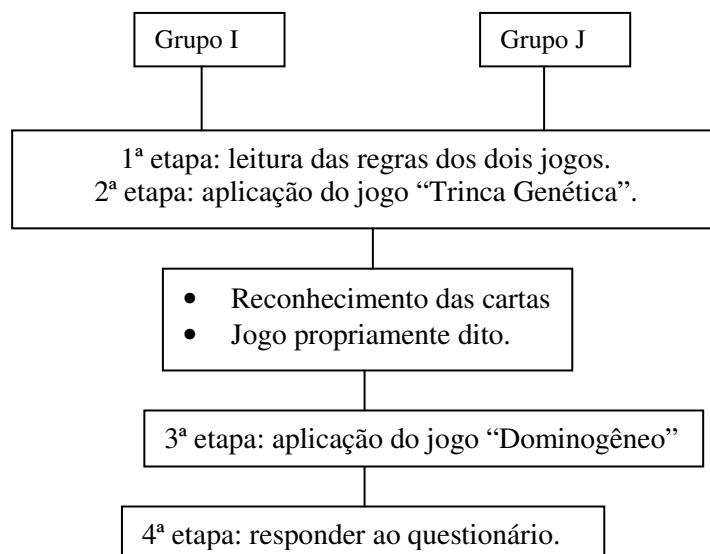 Grupo I
Grupo J
1ª etapa: leitura das regras dos dois jogos.
2ª etapa: aplicação do jogo “Trinca Genética”.
• Reconhecimento das cartas
• Jogo propriamente dito.
3ª etapa: aplicação do jogo “Dominogêneo”
4ª etapa: responder ao questionário.